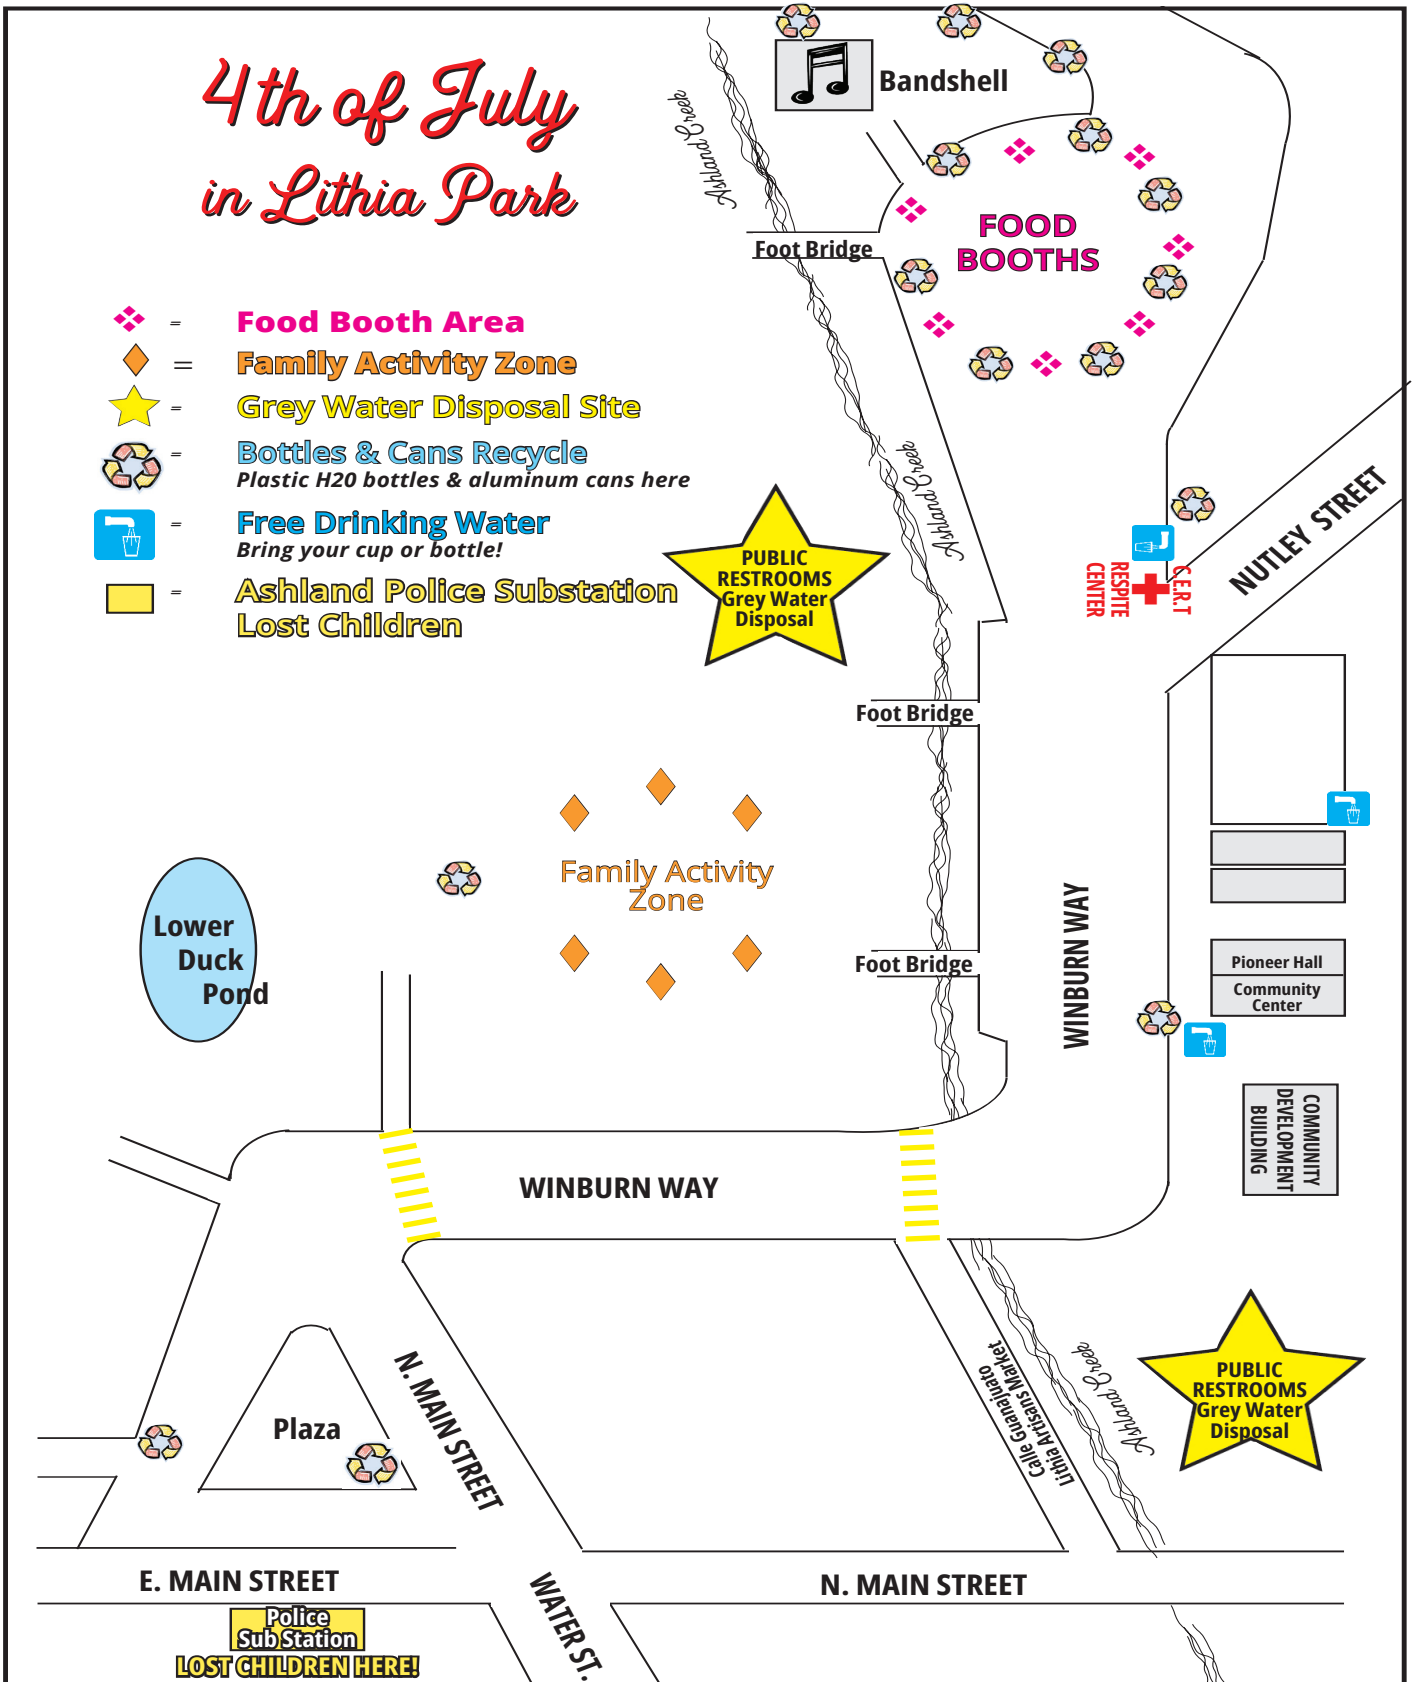 4th of July
in Lithia Park
= Food Booth Area
= Family Activity Zone
= Grey Water Disposal Site
= Bottles & Cans Recycle
Plastic H20 bottles & aluminum cans here
= Free Drinking Water
Bring your cup or bottle!
= Ashland Police Substation
Lost Children
Bandshell
Ashland Creek
FOOD
BOOTHS
Foot Bridge
Ashland Creek
PUBLIC
RESTROOMS
Grey Water
Disposal
NUTLEY STREET
C.E.R.T
RESPITE
CENTER
Foot Bridge
Family Activity
Zone
Lower
Duck
Pond
Foot Bridge
WINBURN WAY
Pioneer Hall
Community
Center
COMMUNITY
DEVELOPMENT
BUILDING
WINBURN WAY
Plaza
N. MAIN STREET
Calle Guanajuato
Lithia Artisans Market
Ashland Creek
PUBLIC
RESTROOMS
Grey Water
Disposal
E. MAIN STREET
N. MAIN STREET
WATER ST.
Police
Sub Station
LOST CHILDREN HERE!